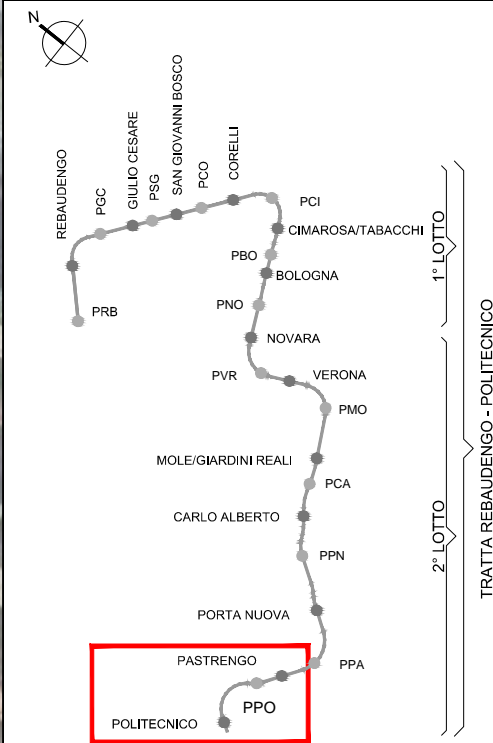 N
REBAUDENGO
PGC
GIULIO CESARE
PSG
SAN GIOVANNI BOSCO
PCO
CORELLI
PCI
CIMAROSA/TABACCHI
PBO
BOLOGNA
PNO
PRB
NOVARA
PVR
VERONA
PMO
MOLE/GIARDINI REALI
PCA
CARLO ALBERTO
PPN
PORTA NUOVA
PASTRENGO
PPA
PPO
POLITECNICO
1° LOTTO
2° LOTTO
TRATTA REBAUDENGO - POLITECNICO